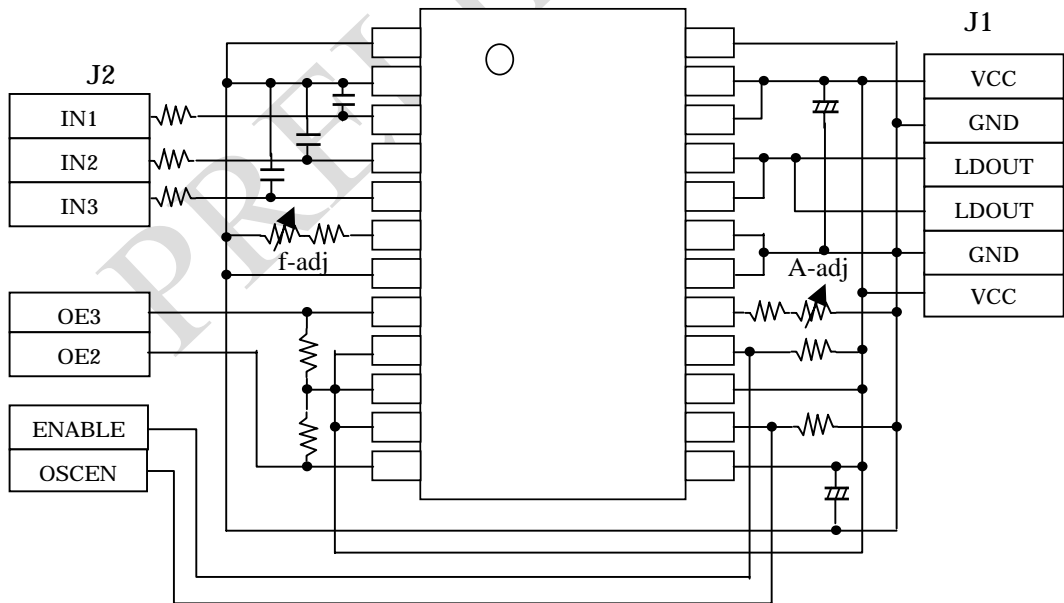 J1
J2
VCC
IN1
GND
IN2
LDOUT
IN3
LDOUT
f-adj
GND
A-adj
VCC
OE3
OE2
ENABLE
OSCEN